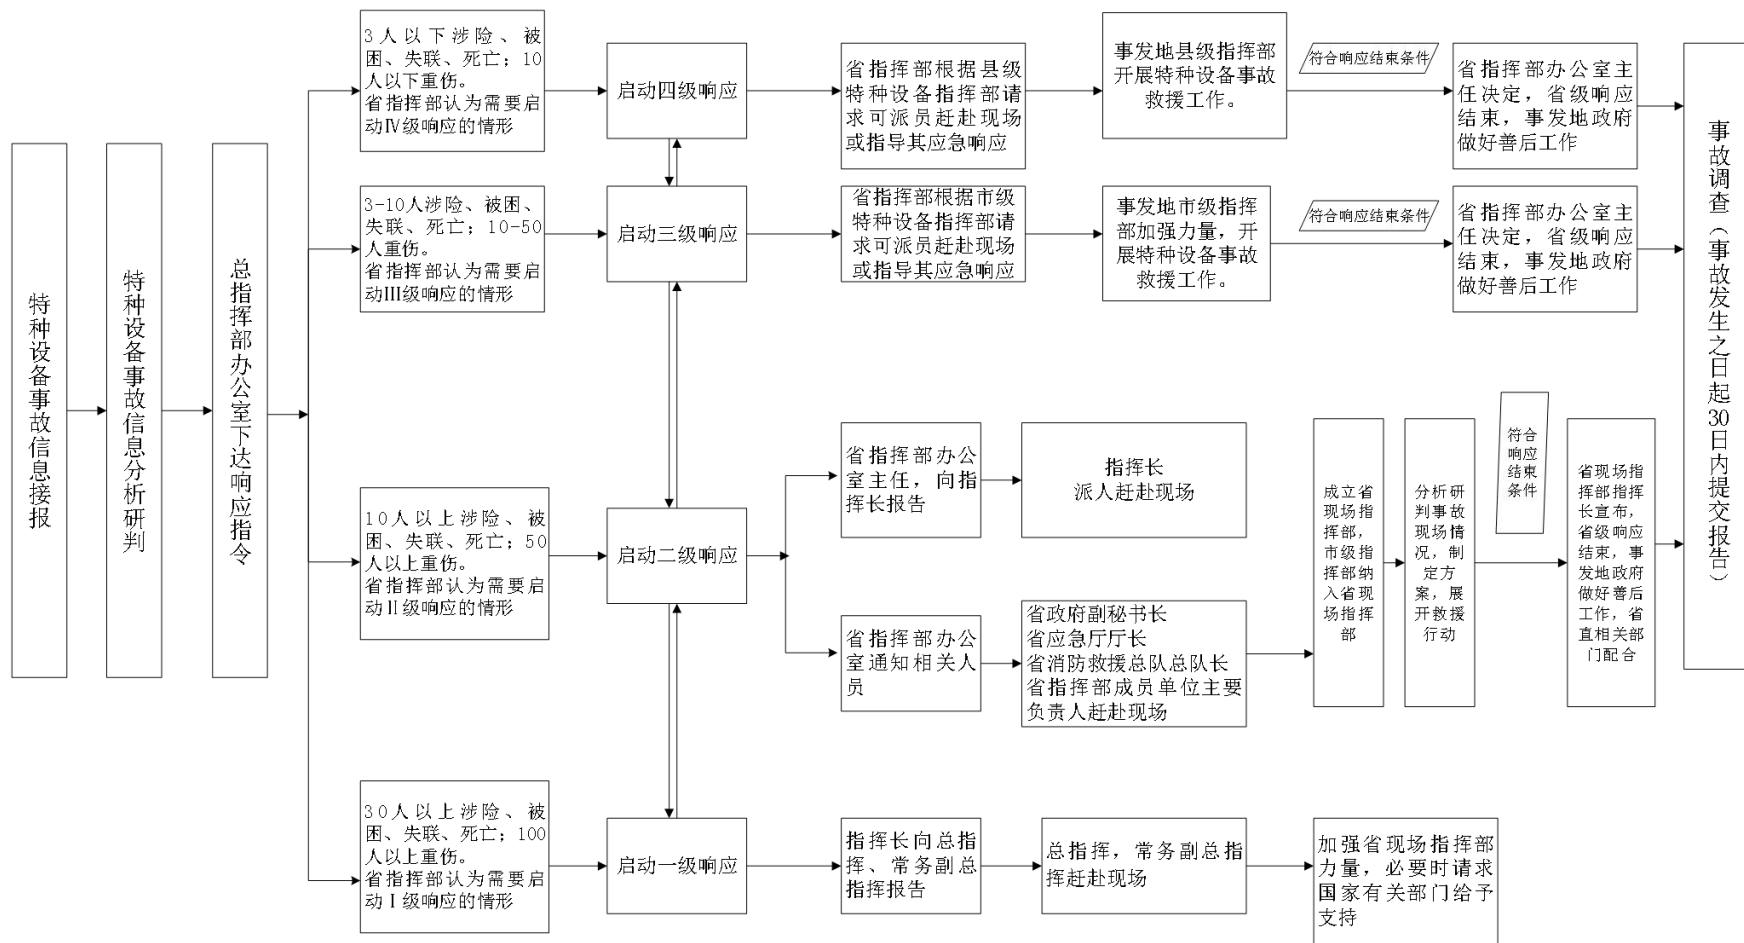 特种设备事故信息接报
特种设备事故信息分析研判
总指挥部办公室下达响应指令
3人以下涉险、被
困、失联、死亡；10
人以下重伤。
省指挥部认为需要启
动Ⅳ级响应的情形
启动四级响应
省指挥部根据县级
特种设备指挥部请
求可派员赶赴现场
或指导其应急响应
事发地县级指挥部
开展特种设备事故
救援工作。
符合响应结束条件
省指挥部办公室主
任决定，省级响应
结束，事发地政府
做好善后工作
3-10人涉险、被困、
失联、死亡；10-50
人重伤。
省指挥部认为需要启
动Ⅲ级响应的情形
启动三级响应
省指挥部根据市级
特种设备指挥部请
求可派员赶赴现场
或指导其应急响应
事发地市级指挥
部加强力量，开
展特种设备事故
救援工作。
符合响应结束条件
省指挥部办公室主
任决定，省级响应
结束，事发地政府
做好善后工作
10人以上涉险、被
困、失联、死亡；50
人以上重伤。
省指挥部认为需要启
动Ⅱ级响应的情形
启动二级响应
省指挥部办公
室主任，向指
挥长报告
指挥长
派人赶赴现场
省指挥部办公
室通知相关人
员
省政府副秘书长
省应急厅厅长
省消防救援总队总队长
省指挥部成员单位主要
负责人赶赴现场
成立省
现场指
挥部，
市级指
挥部纳
入省现
场指挥
部
分析研
判事故
现场情
况，制
定方
案，展
开救援
行动
符合
响应
结束
条件
省现场指
挥部指挥
长宣布，
省级响应
结束，事
发地政府
做好善后
工作，省
直相关部
门配合
30人以上涉险、被
困、失联、死亡；100
人以上重伤。
省指挥部认为需要启
动Ⅰ级响应的情形
启动一级响应
指挥长向总指
挥、常务副总
指挥报告
总指挥，常务副总指
挥赶赴现场
加强省现场指挥部
力量，必要时请求
国家有关部门给予
支持
事故调查（事故发生之日起30日内提交报告）